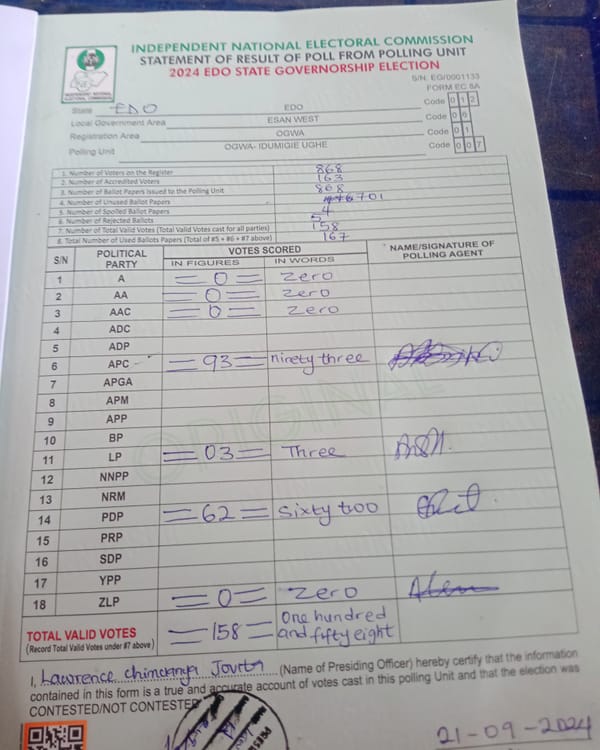 INDEPENDENT NATIONAL ELECTORAL COMMISSION
STATEMENT OF RESULT OF POLL FROM POLLING UNIT
2024 EDO STATE GOVERNORSHIP ELECTION
S/N: EG/0001133
FORM EC 8A
INDEPENDENT NATIONAL ELECTORAL COMMISSION
State EDO EDO Code 0 1 2
Local Government Area ESAN WEST Code 0 6
Registration Area OGWA Code 0 1
Polling Unit OGWA- IDUMIGIE UGHE Code 0 0 7
1. Number of Voters on the Register 868
2. Number of Accredited Voters 163
3. Number of Ballot Papers Issued to the Polling Unit 868
4. Number of Unused Ballot Papers 701
5. Number of Spoiled Ballot Papers 4
6. Number of Rejected Ballots 5
7. Number of Total Valid Votes (Total Valid Votes cast for all parties) 158
8. Total Number of Used Ballots Papers (Total of #5 + #6 + #7 above) 167
S/N POLITICAL PARTY VOTES SCORED NAME/SIGNATURE OF POLLING AGENT
IN FIGURES IN WORDS
1 A =0= Zero
2 AA =0= Zero
3 AAC =0= Zero
4 ADC
5 ADP
6 APC =93= ninety three
7 APGA
8 APM
9 APP
10 BP
11 LP =03= Three
12 NNPP
13 NRM
14 PDP =62= Sixty two
15 PRP
16 SDP
17 YPP
18 ZLP =0= Zero
ORIGINAL
TOTAL VALID VOTES =158= One hundred and fifty eight
(Record Total Valid Votes under #7 above)
I, Lawrence (Name of Presiding Officer) hereby certify that the information
contained in this form is a true and accurate account of votes cast in this polling Unit and that the election was
CONTESTED/NOT CONTESTED
21-09-2024